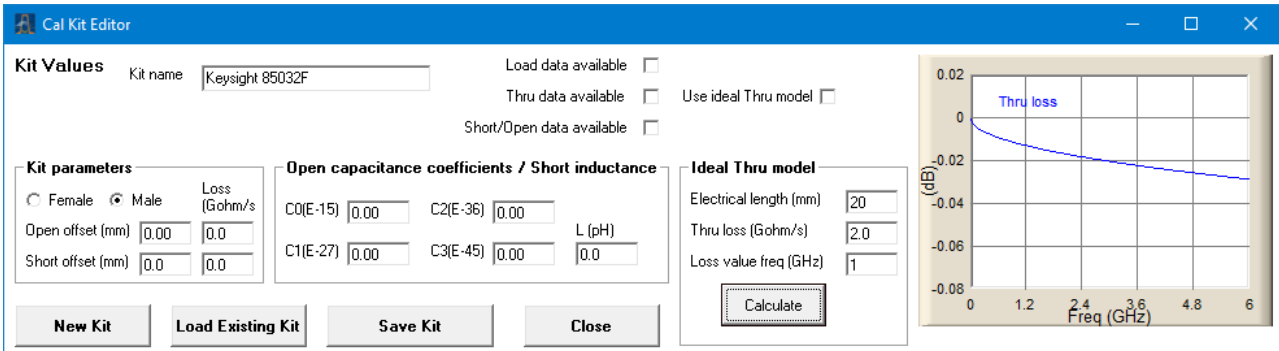 Cal Kit Editor
Kit Values
Kit name
Keysight 85032F
Load data available
Thru data available
Use ideal Thru model
Short/Open data available
Kit parameters
Female
Male
Loss
(Gohm/s
Open offset (mm)
0.00
0.0
Short offset (mm)
0.0
0.0
Open capacitance coefficients / Short inductance
C0(E-15)
0.00
C2(E-36)
0.00
C1(E-27)
0.00
C3(E-45)
0.00
L (pH)
0.0
Ideal Thru model
Electrical length (mm)
20
Thru loss (Gohm/s)
2.0
Loss value freq (GHz)
1
Calculate
New Kit
Load Existing Kit
Save Kit
Close
Thru loss
0.02
0
-0.02
-0.04
-0.06
-0.08
(dB)
0
1.2
2.4
3.6
4.8
6
Freq (GHz)